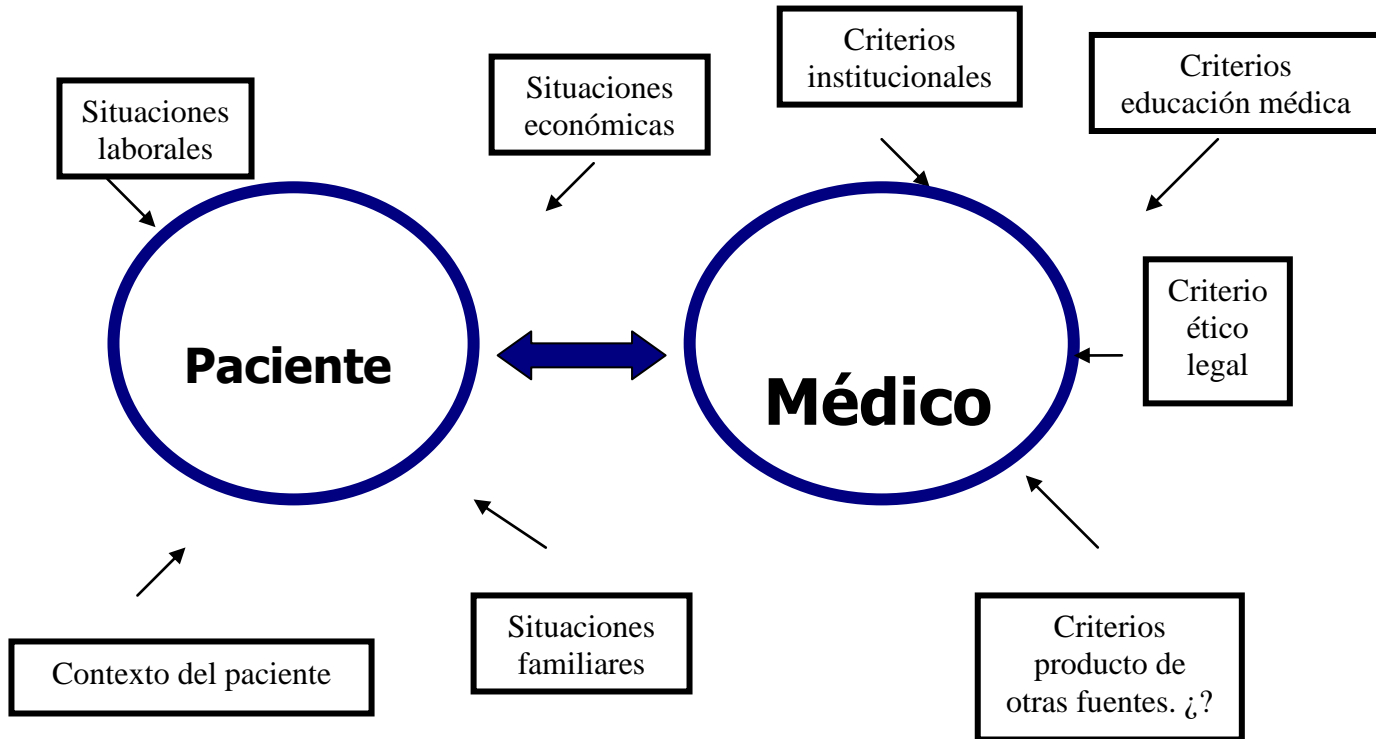 Criterios
institucionales
Criterios
educación médica
Situaciones
económicas
Situaciones
laborales
Criterio
ético
legal
Paciente
Médico
Situaciones
familiares
Criterios
producto de
otras fuentes. ¿?
Contexto del paciente